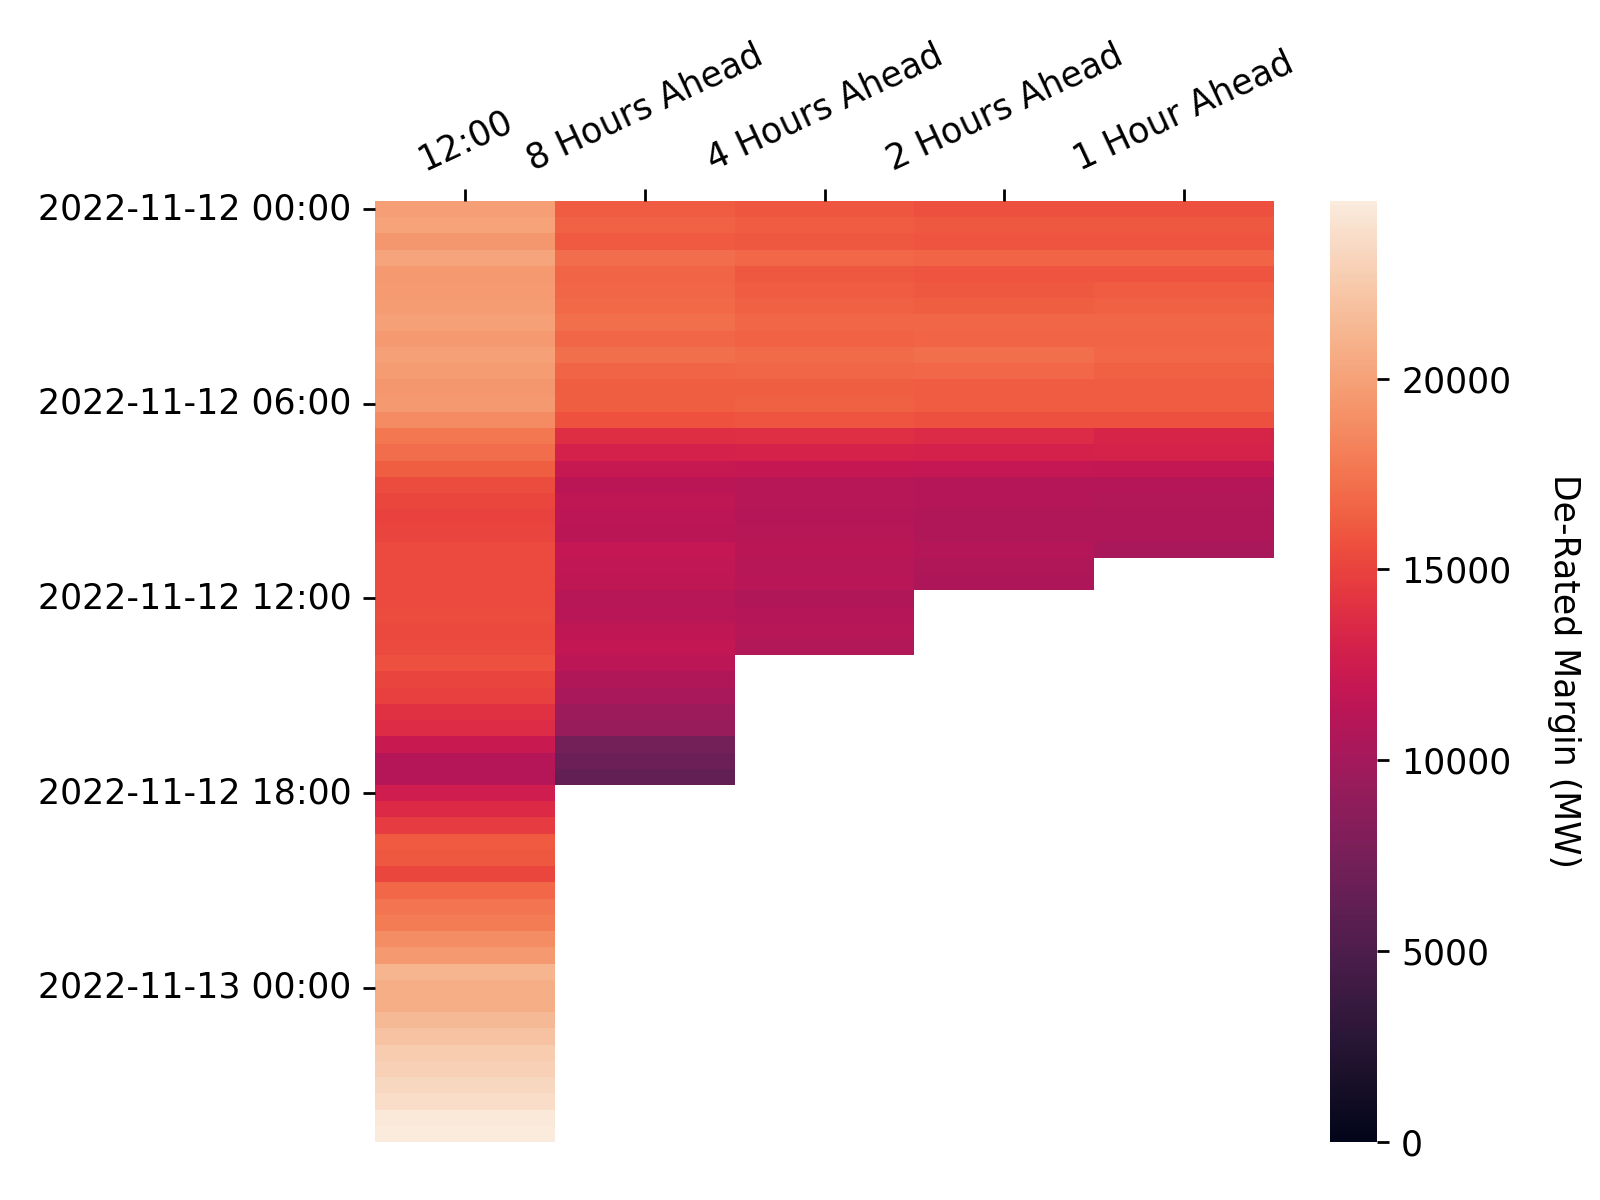 12:00
8 Hours Ahead
4 Hours Ahead
2 Hours Ahead
1 Hour Ahead
2022-11-12 00:00
2022-11-12 06:00
2022-11-12 12:00
2022-11-12 18:00
2022-11-13 00:00
20000
15000
10000
5000
0
De-Rated Margin (MW)